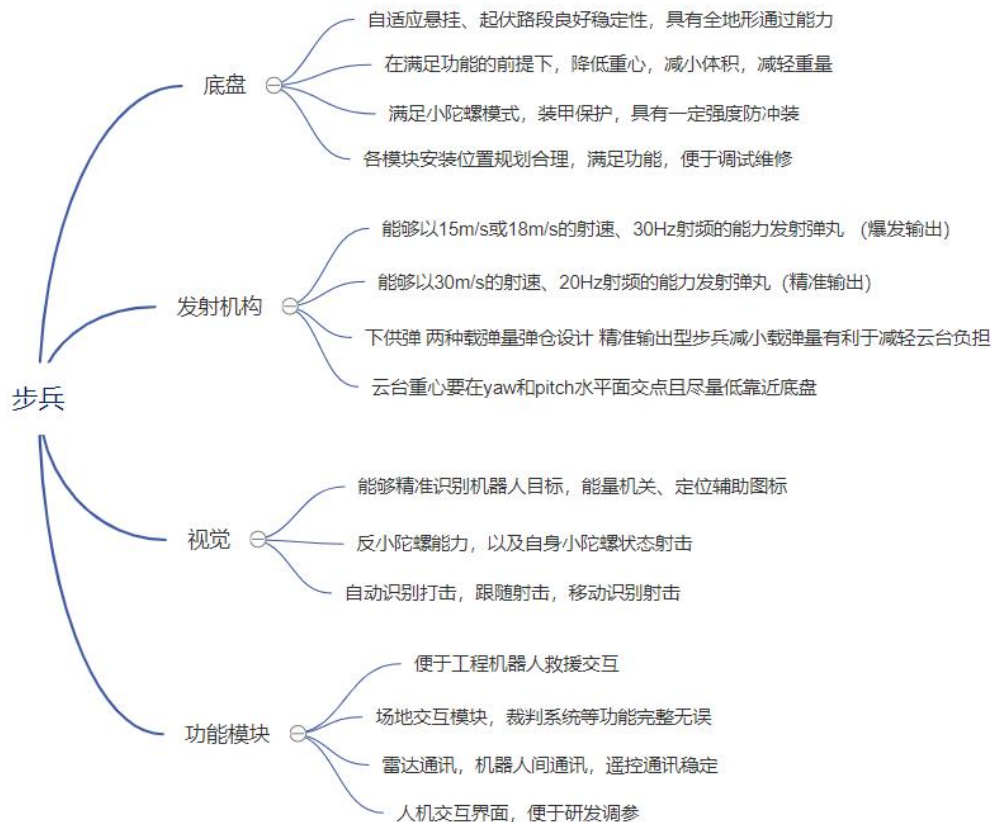 步兵
底盘
自适应悬挂、起伏路段良好稳定性，具有全地形通过能力
在满足功能的前提下，降低重心，减小体积，减轻重量
满足小陀螺模式，装甲保护，具有一定强度防冲装
各模块安装位置规划合理，满足功能，便于调试维修
发射机构
能够以15m/s或18m/s的射速、30Hz射频的能力发射弹丸 （爆发输出）
能够以30m/s的射速、20Hz射频的能力发射弹丸（精准输出）
下供弹 两种载弹量弹仓设计 精准输出型步兵减小载弹量有利于减轻云台负担
云台重心要在yaw和pitch水平面交点且尽量低靠近底盘
视觉
能够精准识别机器人目标，能量机关、定位辅助图标
反小陀螺能力，以及自身小陀螺状态射击
自动识别打击，跟随射击，移动识别射击
功能模块
便于工程机器人救援交互
场地交互模块，裁判系统等功能完整无误
雷达通讯，机器人间通讯，遥控通讯稳定
人机交互界面，便于研发调参